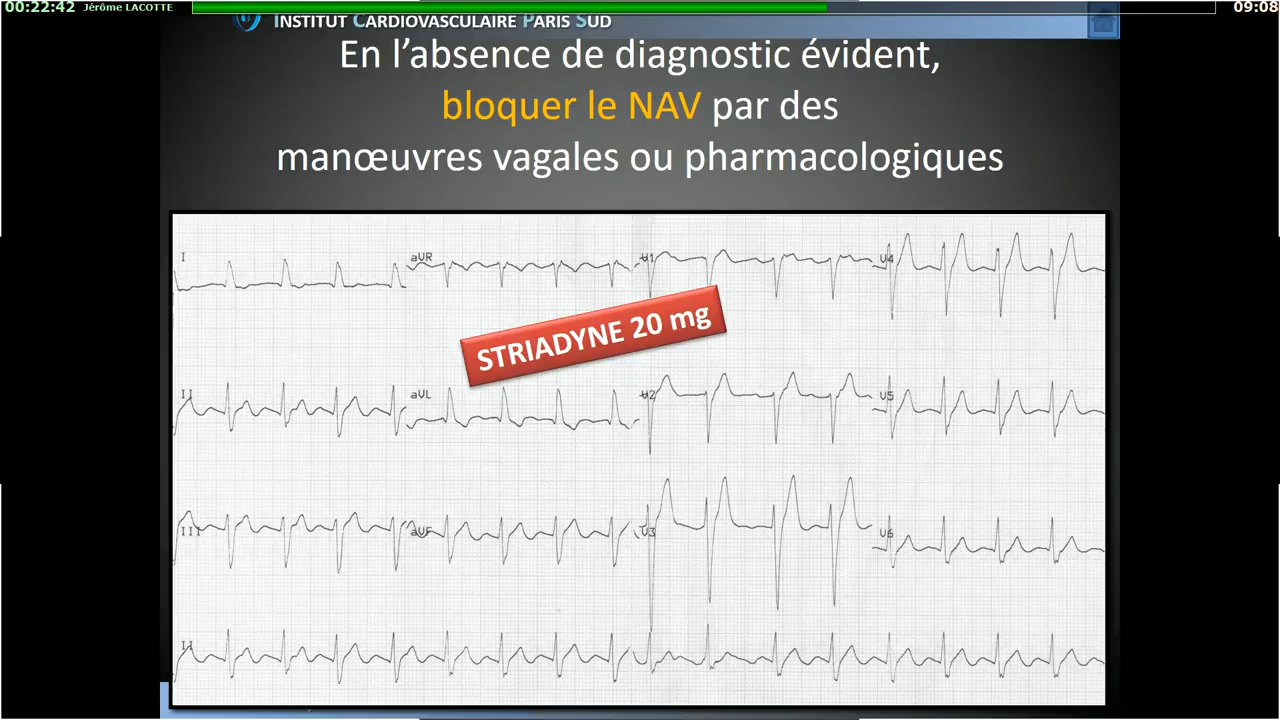 00:22:42 Jérôme LACOTTE
09:08
INSTITUT CARDIOVASCULAIRE PARIS SUD
En l’absence de diagnostic évident,
bloquer le NAV par des
manœuvres vagales ou pharmacologiques
I
aVR
V1
V4
STRIADYNE 20 mg
II
aVL
V2
V5
III
aVF
V3
V6
II